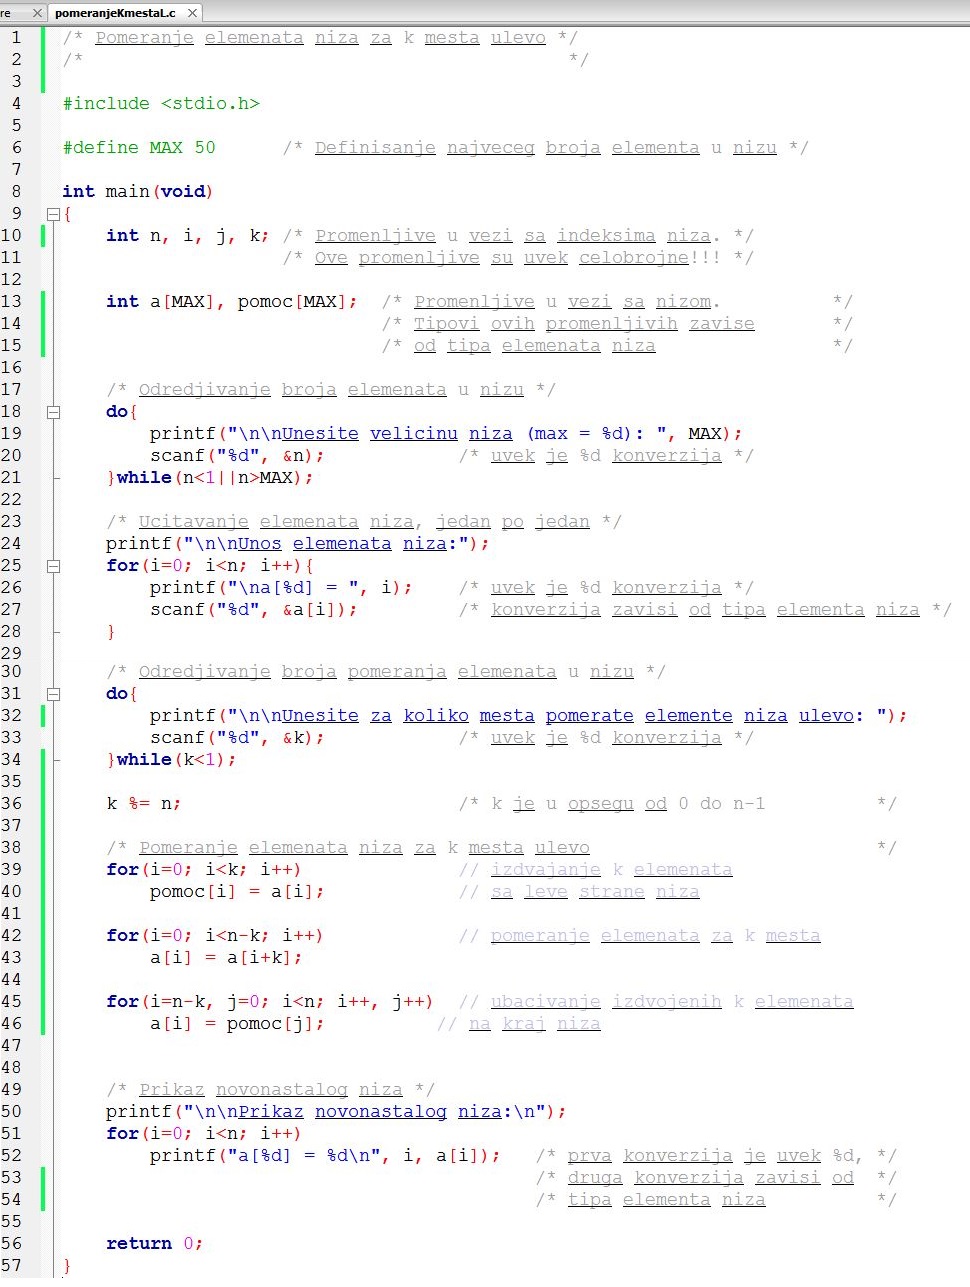 re × pomeranjeKmestaL.c ×
1 /* Pomeranje elemenata niza za k mesta ulevo */
2 /* */
3
4 #include <stdio.h>
5
6 #define MAX 50 /* Definisanje najveceg broja elementa u nizu */
7
8 int main(void)
9 {
10 int n, i, j, k; /* Promenljive u vezi sa indeksima niza. */
11 /* Ove promenljive su uvek celobrojne!!! */
12
13 int a[MAX], pomoc[MAX]; /* Promenljive u vezi sa nizom. */
14 /* Tipovi ovih promenljivih zavise */
15 /* od tipa elemenata niza */
16
17 /* Odredjivanje broja elemenata u nizu */
18 do{
19 printf("\n\nUnesite velicinu niza (max = %d): ", MAX);
20 scanf("%d", &n); /* uvek je %d konverzija */
21 }while(n<1||n>MAX);
22
23 /* Ucitavanje elemenata niza, jedan po jedan */
24 printf("\n\nUnos elemenata niza:");
25 for(i=0; i<n; i++){
26 printf("\na[%d] = ", i); /* uvek je %d konverzija */
27 scanf("%d", &a[i]); /* konverzija zavisi od tipa elementa niza */
28 }
29
30 /* Odredjivanje broja pomeranja elemenata u nizu */
31 do{
32 printf("\n\nUnesite za koliko mesta pomerate elemente niza ulevo: ");
33 scanf("%d", &k); /* uvek je %d konverzija */
34 }while(k<1);
35
36 k %= n; /* k je u opsegu od 0 do n-1 */
37
38 /* Pomeranje elemenata niza za k mesta ulevo */
39 for(i=0; i<k; i++) // izdvajanje k elemenata
40 pomoc[i] = a[i]; // sa leve strane niza
41
42 for(i=0; i<n-k; i++) // pomeranje elemenata za k mesta
43 a[i] = a[i+k];
44
45 for(i=n-k, j=0; i<n; i++, j++) // ubacivanje izdvojenih k elemenata
46 a[i] = pomoc[j]; // na kraj niza
47
48
49 /* Prikaz novonastalog niza */
50 printf("\n\nPrikaz novonastalog niza:\n");
51 for(i=0; i<n; i++)
52 printf("a[%d] = %d\n", i, a[i]); /* prva konverzija je uvek %d, */
53 /* druga konverzija zavisi od */
54 /* tipa elementa niza */
55
56 return 0;
57 }